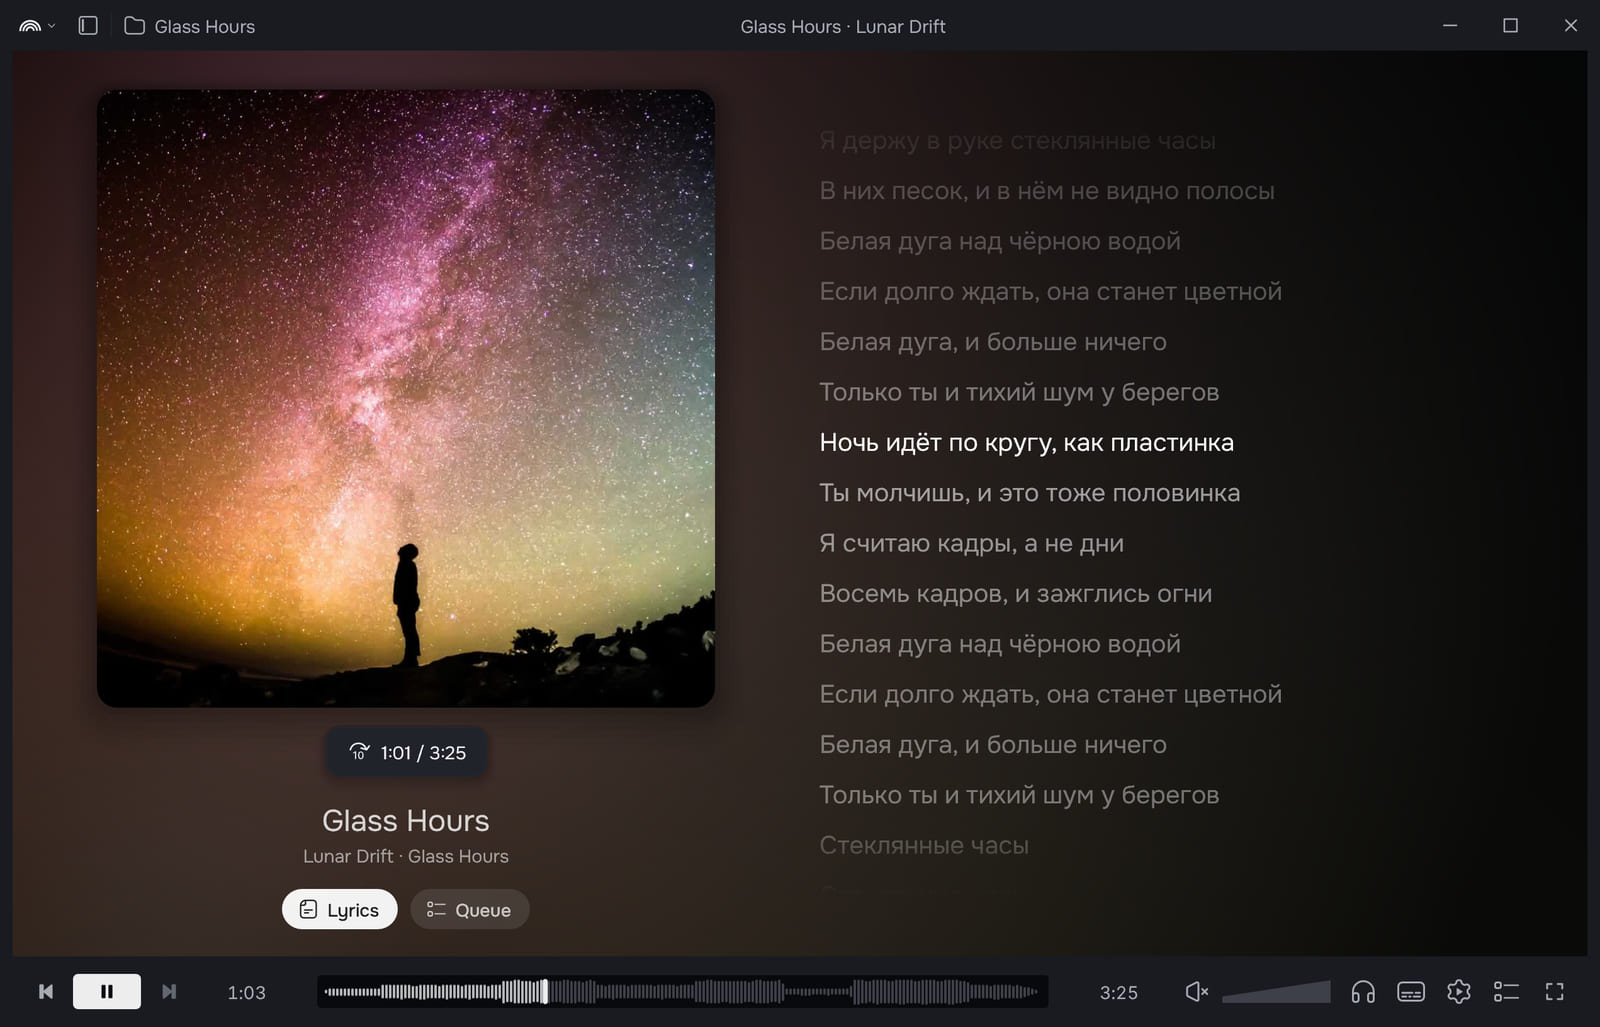 Glass Hours
Glass Hours · Lunar Drift
Я держу в руке стеклянные часы
В них песок, и в нём не видно полосы
Белая дуга над чёрною водой
Если долго ждать, она станет цветной
Белая дуга, и больше ничего
Только ты и тихий шум у берегов
Ночь идёт по кругу, как пластинка
Ты молчишь, и это тоже половинка
Я считаю кадры, а не дни
Восемь кадров, и зажглись огни
Белая дуга над чёрною водой
Если долго ждать, она станет цветной
Белая дуга, и больше ничего
Только ты и тихий шум у берегов
Стеклянные часы
10 1:01 / 3:25
Glass Hours
Lunar Drift · Glass Hours
Lyrics
Queue
1:03
3:25